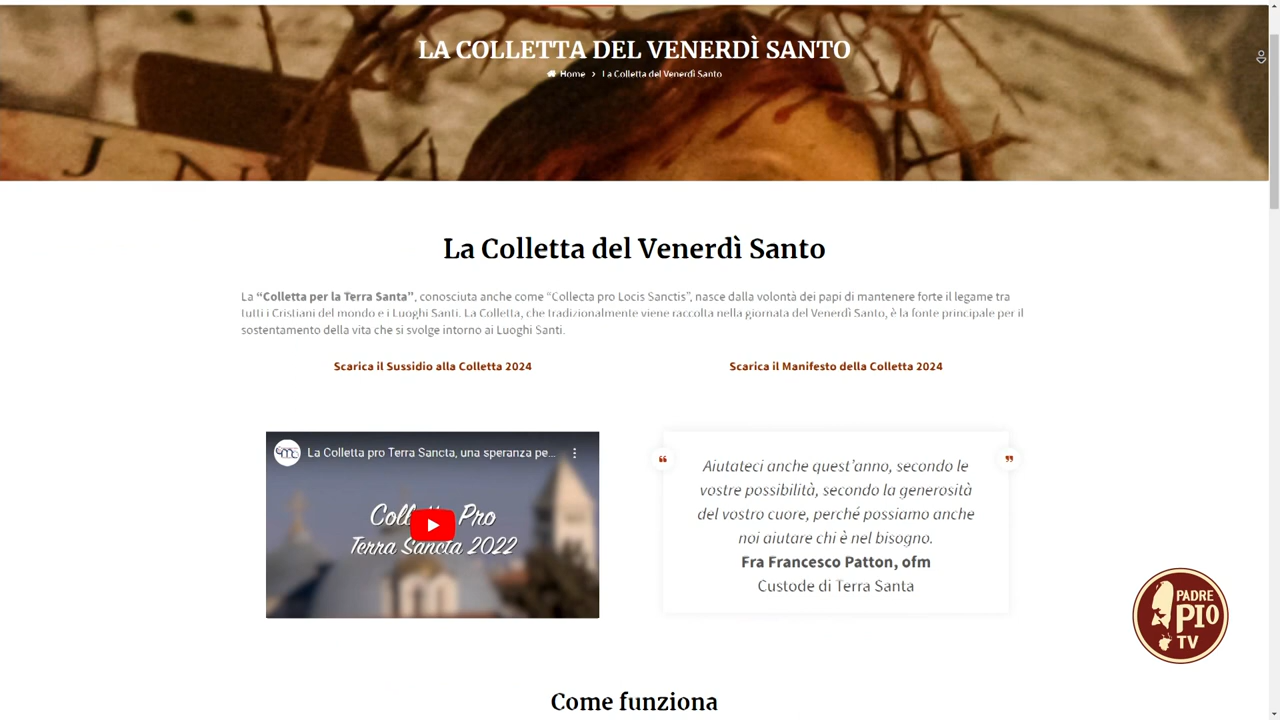 J N
LA COLLETTA DEL VENERDÌ SANTO
Home > La Colletta del Venerdì Santo
La Colletta del Venerdì Santo
La “Colletta per la Terra Santa”, conosciuta anche come “Collecta pro Locis Sanctis”, nasce dalla volontà dei papi di mantenere forte il legame tra
tutti i Cristiani del mondo e i Luoghi Santi. La Colletta, che tradizionalmente viene raccolta nella giornata del Venerdì Santo, è la fonte principale per il
sostentamento della vita che si svolge intorno ai Luoghi Santi.
Scarica il Sussidio alla Colletta 2024
Scarica il Manifesto della Colletta 2024
La Colletta pro Terra Sancta, una speranza pe...
Pro
Terra Sancta 2022
“ ”
Aiutateci anche quest’anno, secondo le
vostre possibilità, secondo la generosità
del vostro cuore, perché possiamo anche
noi aiutare chi è nel bisogno.
Fra Francesco Patton, ofm
Custode di Terra Santa
PADRE
PIO
TV
Come funziona